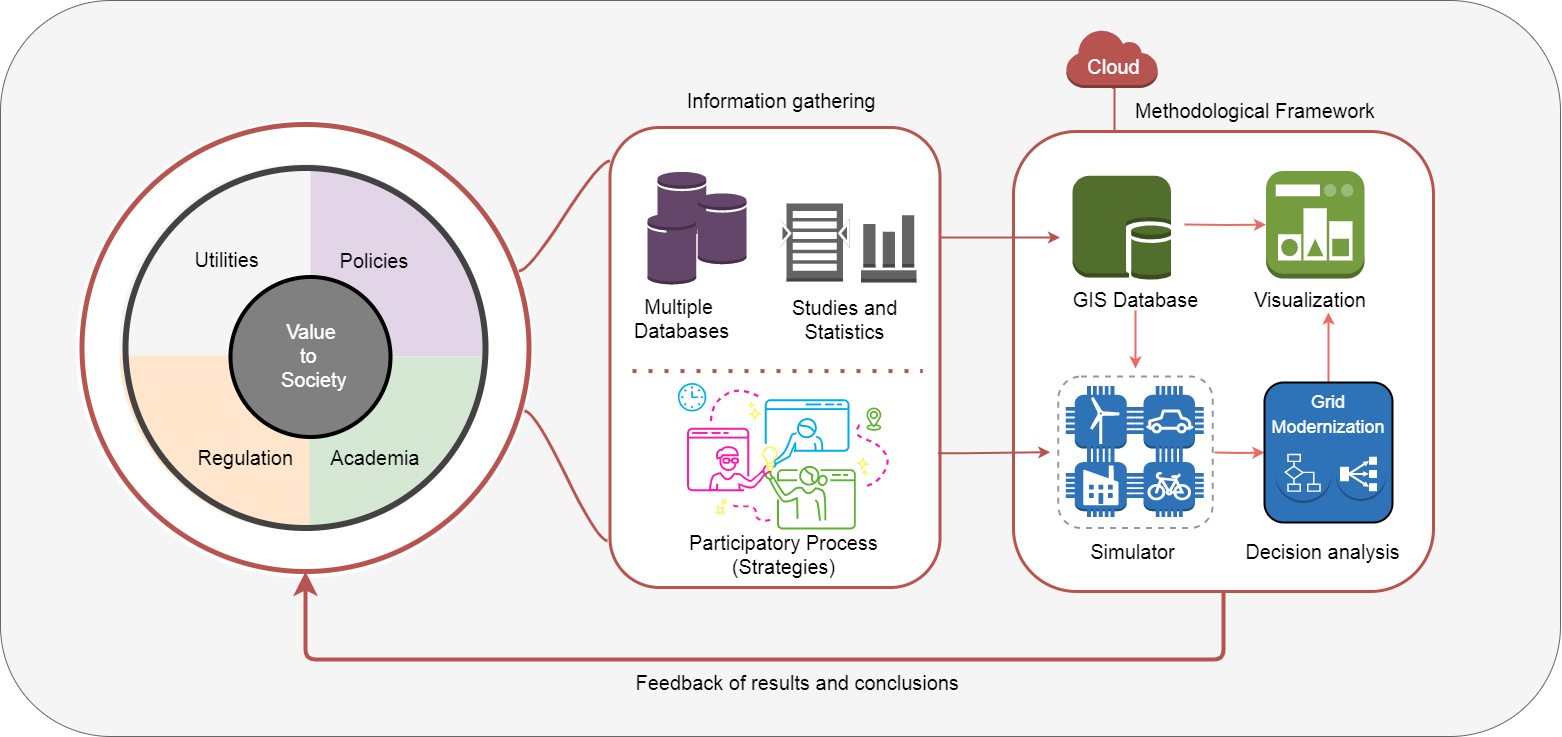 Cloud
Information gathering
Methodological Framework
Utilities
Policies
Value
to
Society
Regulation
Academia
Multiple
Databases
Studies and
Statistics
Participatory Process
(Strategies)
GIS Database
Visualization
Grid
Modernization
Simulator
Decision analysis
Feedback of results and conclusions